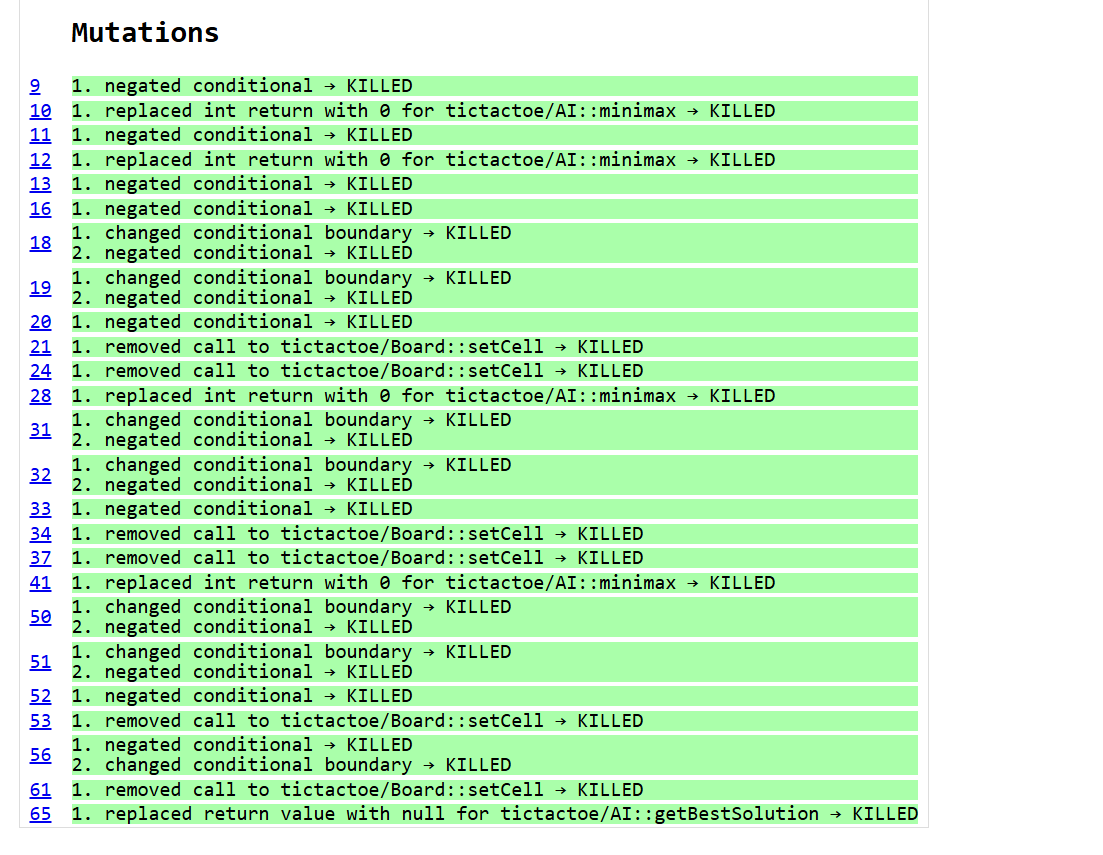 Mutations
9 1. negated conditional → KILLED
10 1. replaced int return with 0 for tictactoe/AI::minimax → KILLED
11 1. negated conditional → KILLED
12 1. replaced int return with 0 for tictactoe/AI::minimax → KILLED
13 1. negated conditional → KILLED
16 1. negated conditional → KILLED
18 1. changed conditional boundary → KILLED
2. negated conditional → KILLED
19 1. changed conditional boundary → KILLED
2. negated conditional → KILLED
20 1. negated conditional → KILLED
21 1. removed call to tictactoe/Board::setCell → KILLED
24 1. removed call to tictactoe/Board::setCell → KILLED
28 1. replaced int return with 0 for tictactoe/AI::minimax → KILLED
31 1. changed conditional boundary → KILLED
2. negated conditional → KILLED
32 1. changed conditional boundary → KILLED
2. negated conditional → KILLED
33 1. negated conditional → KILLED
34 1. removed call to tictactoe/Board::setCell → KILLED
37 1. removed call to tictactoe/Board::setCell → KILLED
41 1. replaced int return with 0 for tictactoe/AI::minimax → KILLED
50 1. changed conditional boundary → KILLED
2. negated conditional → KILLED
51 1. changed conditional boundary → KILLED
2. negated conditional → KILLED
52 1. negated conditional → KILLED
53 1. removed call to tictactoe/Board::setCell → KILLED
56 1. negated conditional → KILLED
2. changed conditional boundary → KILLED
61 1. removed call to tictactoe/Board::setCell → KILLED
65 1. replaced return value with null for tictactoe/AI::getBestSolution → KILLED